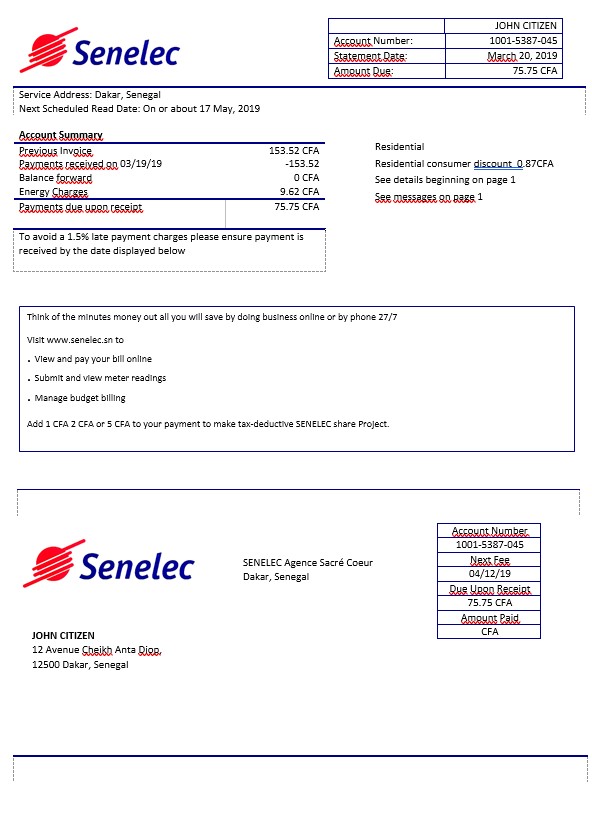 Senelec
JOHN CITIZEN
Account Number: 1001-5387-045
Statement Date: March 20, 2019
Amount Due: 75.75 CFA
Service Address: Dakar, Senegal
Next Scheduled Read Date: On or about 17 May, 2019
Account Summary
Previous Invoice 153.52 CFA
Payments received on 03/19/19 -153.52
Balance forward 0 CFA
Energy Charges 9.62 CFA
Payments due upon receipt 75.75 CFA
To avoid a 1.5% late payment charges please ensure payment is
received by the date displayed below
Residential
Residential consumer discount 0.87CFA
See details beginning on page 1
See messages on page 1
Think of the minutes money out all you will save by doing business online or by phone 27/7
Visit www.senelec.sn to
• View and pay your bill online
• Submit and view meter readings
• Manage budget billing
Add 1 CFA 2 CFA or 5 CFA to your payment to make tax-deductive SENELEC share Project.
Senelec
SENELEC Agence Sacré Coeur
Dakar, Senegal
Account Number
1001-5387-045
Next Fee
04/12/19
Due Upon Receipt
75.75 CFA
Amount Paid
CFA
JOHN CITIZEN
12 Avenue Cheikh Anta Diop,
12500 Dakar, Senegal